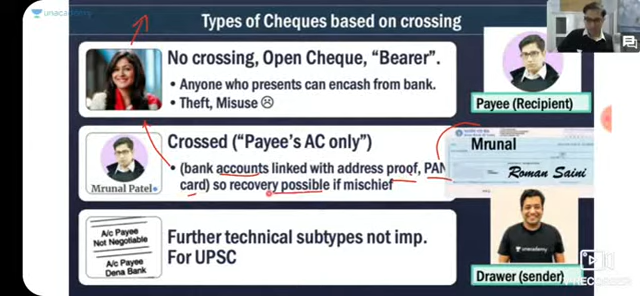 unacademy
Types of Cheques based on crossing
No crossing, Open Cheque, “Bearer”.
• Anyone who presents can encash from bank.
• Theft, Misuse ☹
Payee (Recipient)
Mrunal Patel
Crossed (“Payee’s AC only”)
• (bank accounts linked with address proof, PAN
card) so recovery possible if mischief
Mrunal
Roman Saini
A/c Payee
Not Negotiable
A/c Payee
Dena Bank
Further technical subtypes not imp.
For UPSC
unacademy
Drawer (sender)